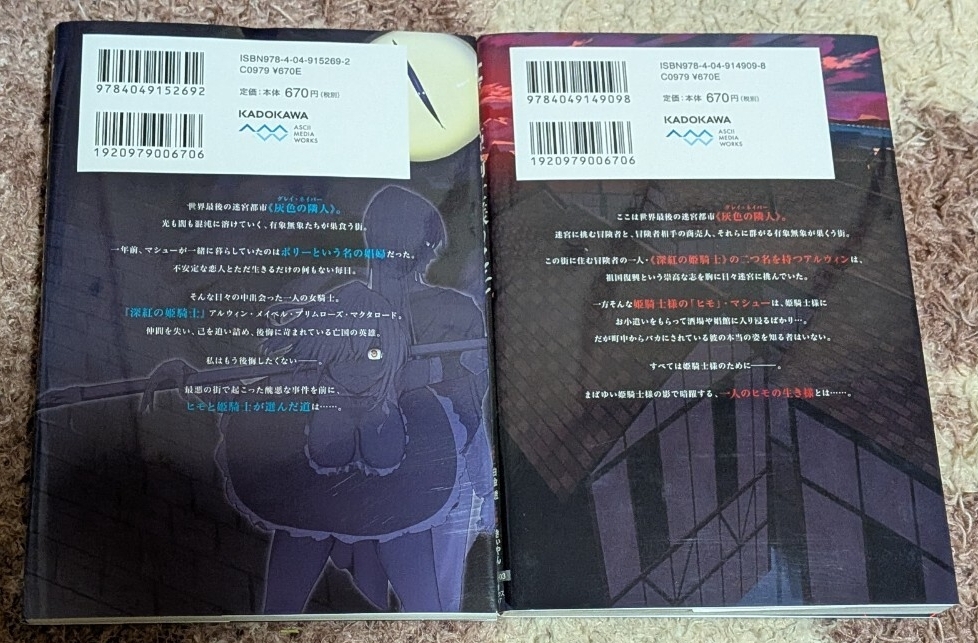 ISBN978-4-04-915269-2
C0979 ¥670E
9784049152692
定価:本体 670円(税別)
KADOKAWA
ASCII
MEDIA
WORKS
1920979006706
グレイ・ネイバー
世界最後の迷宮都市《灰色の隣人》。
光も闇も混沌に溶けていく、有象無象たちが巣食う街。
一年前、マシューが一緒に暮らしていたのはポリーという名の娼婦だった。
不安定な恋人とただ生きるだけの何もない毎日。
そんな日々の中出会った一人の女騎士。
『深紅の姫騎士』アルウィン・メイベル・プリムローズ・マクタロード。
仲間を失い、己を追い詰め、後悔に苛まれている亡国の英雄。
私はもう後悔したくない――。
最悪の街で起こった醜悪な事件を前に、
ヒモと姫騎士が選んだ道は……。
ISBN978-4-04-914909-8
C0979 ¥670E
9784049149098
定価:本体 670円(税別)
KADOKAWA
ASCII
MEDIA
WORKS
1920979006706
グレイ・ネイバー
ここは世界最後の迷宮都市《灰色の隣人》。
迷宮に挑む冒険者と、冒険者相手の商売人、それらに群がる有象無象が巣くう街。
この街に住む冒険者の一人・《深紅の姫騎士》の二つ名を持つアルウィンは、
祖国復興という崇高な志を胸に日々迷宮に挑んでいた。
一方そんな姫騎士様の「ヒモ」・マシューは、姫騎士様に
お小遣いをもらって酒場や娼館に入り浸るばかり…。
だが町中からバカにされている彼の本当の姿を知る者はいない。
すべては姫騎士様のために――。
まばゆい姫騎士様の影で暗躍する、一人のヒモの生き様とは……。